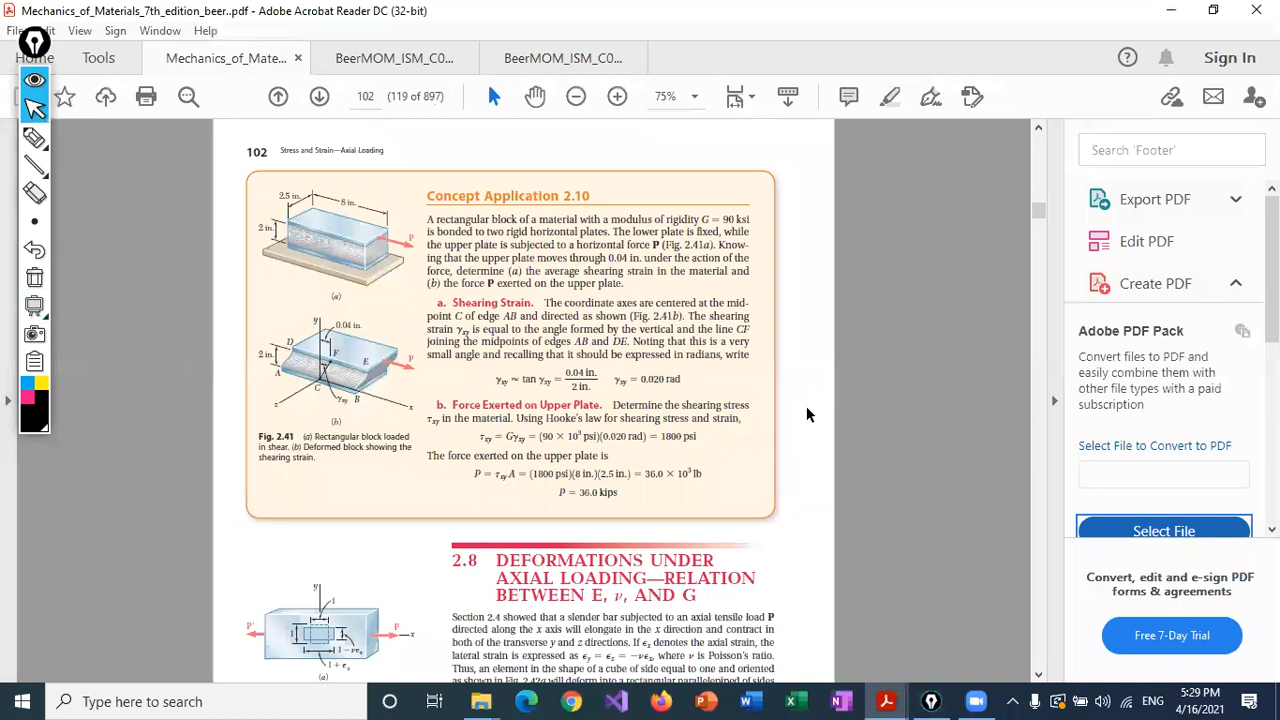 Mechanics_of_Materials_7th_edition_beer..pdf - Adobe Acrobat Reader DC (32-bit)
File Edit View Sign Window Help
Home Tools Mechanics_of_Mate... × BeerMOM_ISM_C0... BeerMOM_ISM_C0... Sign In
102 (119 of 897) 75%
102 Stress and Strain—Axial Loading
2.5 in.
8 in.
2 in.
P
(a)
y
0.04 in.
D
2 in.
F
E
P
A
C
z
γxy
B
x
(b)
Fig. 2.41 (a) Rectangular block loaded
in shear. (b) Deformed block showing the
shearing strain.
Concept Application 2.10
A rectangular block of a material with a modulus of rigidity G = 90 ksi
is bonded to two rigid horizontal plates. The lower plate is fixed, while
the upper plate is subjected to a horizontal force P (Fig. 2.41a). Know-
ing that the upper plate moves through 0.04 in. under the action of the
force, determine (a) the average shearing strain in the material and
(b) the force P exerted on the upper plate.
a. Shearing Strain. The coordinate axes are centered at the mid-
point C of edge AB and directed as shown (Fig. 2.41b). The shearing
strain γxy is equal to the angle formed by the vertical and the line CF
joining the midpoints of edges AB and DE. Noting that this is a very
small angle and recalling that it should be expressed in radians, write
γxy ≈ tan γxy = 0.04 in. / 2 in. γxy = 0.020 rad
b. Force Exerted on Upper Plate. Determine the shearing stress
τxy in the material. Using Hooke's law for shearing stress and strain,
τxy = Gγxy = (90 × 10³ psi)(0.020 rad) = 1800 psi
The force exerted on the upper plate is
P = τxy A = (1800 psi)(8 in.)(2.5 in.) = 36.0 × 10³ lb
P = 36.0 kips
2.8 DEFORMATIONS UNDER
AXIAL LOADING—RELATION
BETWEEN E, ν, AND G
y
1
P'
P
x
1
1 − νϵx
1 + ϵx
(a)
Section 2.4 showed that a slender bar subjected to an axial tensile load P
directed along the x axis will elongate in the x direction and contract in
both of the transverse y and z directions. If ϵx denotes the axial strain, the
lateral strain is expressed as ϵy = ϵz = −νϵx, where ν is Poisson's ratio.
Thus, an element in the shape of a cube of side equal to one and oriented
as shown in Fig. 2.42a will deform into a rectangular parallelepiped of sides
Search 'Footer'
Export PDF
Edit PDF
Create PDF
Adobe PDF Pack
Convert files to PDF and
easily combine them with
other file types with a paid
subscription
Select File to Convert to PDF
Select File
Convert, edit and e-sign PDF
forms & agreements
Free 7-Day Trial
Type here to search
ENG
5:29 PM
4/16/2021